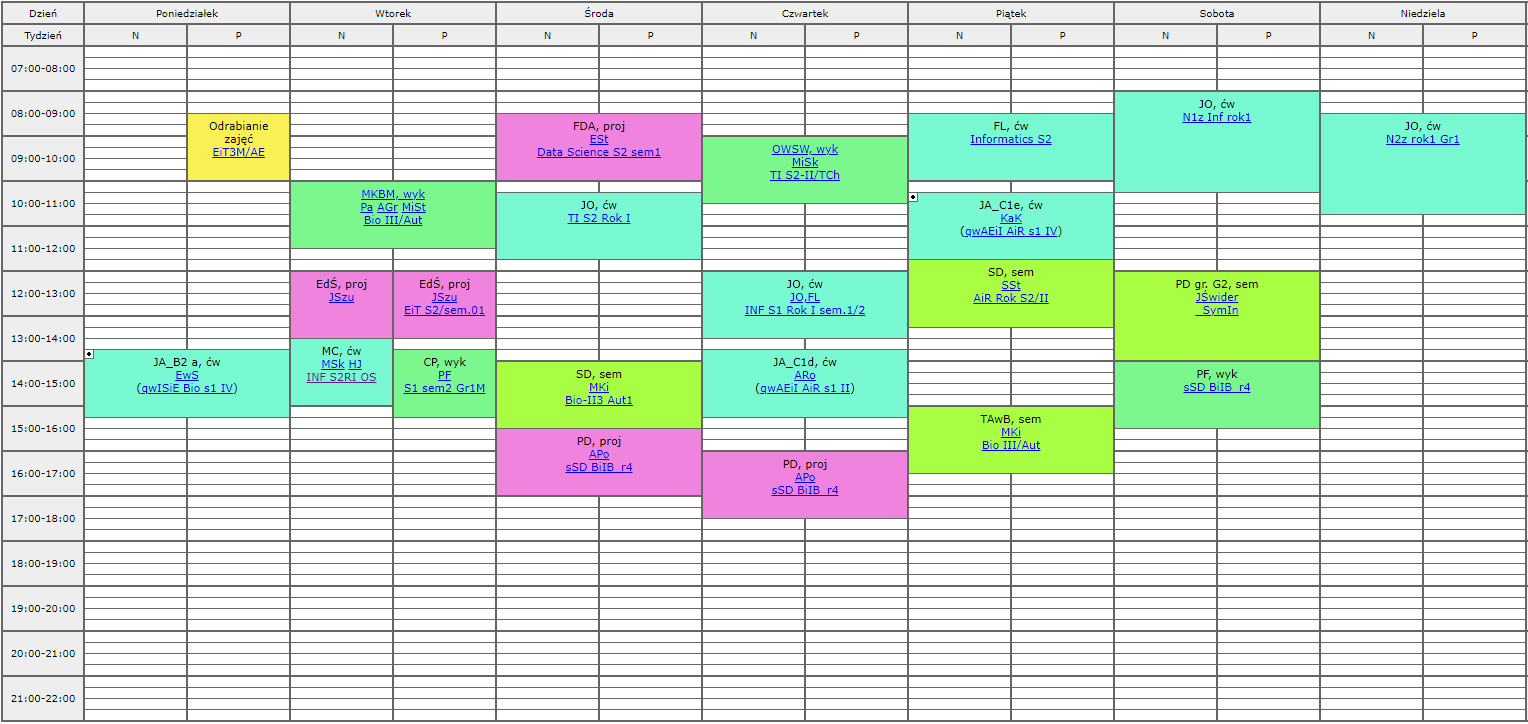 Dzień Poniedziałek Wtorek Środa Czwartek Piątek Sobota Niedziela
Tydzień N P N P N P N P N P N P N P
07:00-08:00
08:00-09:00
09:00-10:00
10:00-11:00
11:00-12:00
12:00-13:00
13:00-14:00
14:00-15:00
15:00-16:00
16:00-17:00
17:00-18:00
18:00-19:00
19:00-20:00
20:00-21:00
21:00-22:00
Odrabianie
zajęć
EiT3M/AE
JA_B2 a, ćw
EwS
(qwISiE Bio s1 IV)
MKBM, wyk
Pa AGr MiSt
Bio III/Aut
EdŚ, proj
JSzu
EdŚ, proj
JSzu
EiT S2/sem.01
MC, ćw
MSk HJ
INF S2RI OS
CP, wyk
PF
S1 sem2 Gr1M
FDA, proj
ESt
Data Science S2 sem1
JO, ćw
TI S2 Rok I
SD, sem
MKi
Bio-II3 Aut1
PD, proj
APo
sSD BiIB_r4
OWSW, wyk
MiSk
TI S2-II/TCh
JO, ćw
JO,FL
INF S1 Rok I sem.1/2
JA_C1d, ćw
ARo
(qwAEiI AiR s1 II)
PD, proj
APo
sSD BiIB_r4
FL, ćw
Informatics S2
JA_C1e, ćw
KaK
(qwAEiI AiR s1 IV)
SD, sem
SSt
AiR Rok S2/II
TAwB, sem
MKi
Bio III/Aut
JO, ćw
N1z Inf rok1
PD gr. G2, sem
JŚwider
_SymIn
PF, wyk
sSD BiIB_r4
JO, ćw
N2z rok1 Gr1